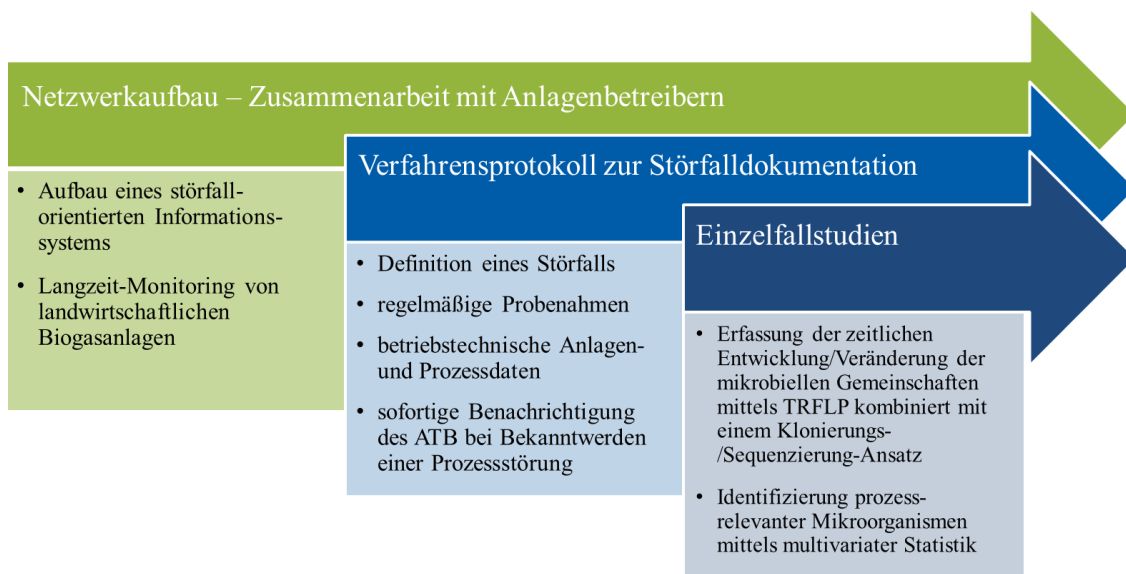 Netzwerkaufbau – Zusammenarbeit mit Anlagenbetreibern
• Aufbau eines störfall-
orientierten Informations-
systems
• Langzeit-Monitoring von
landwirtschaftlichen
Biogasanlagen
Verfahrensprotokoll zur Störfalldokumentation
• Definition eines Störfalls
• regelmäßige Probenahmen
• betriebstechnische Anlagen-
und Prozessdaten
• sofortige Benachrichtigung
des ATB bei Bekanntwerden
einer Prozessstörung
Einzelfallstudien
• Erfassung der zeitlichen
Entwicklung/Veränderung der
mikrobiellen Gemeinschaften
mittels TRFLP kombiniert mit
einem Klonierungs-
/Sequenzierung-Ansatz
• Identifizierung prozess-
relevanter Mikroorganismen
mittels multivariater Statistik